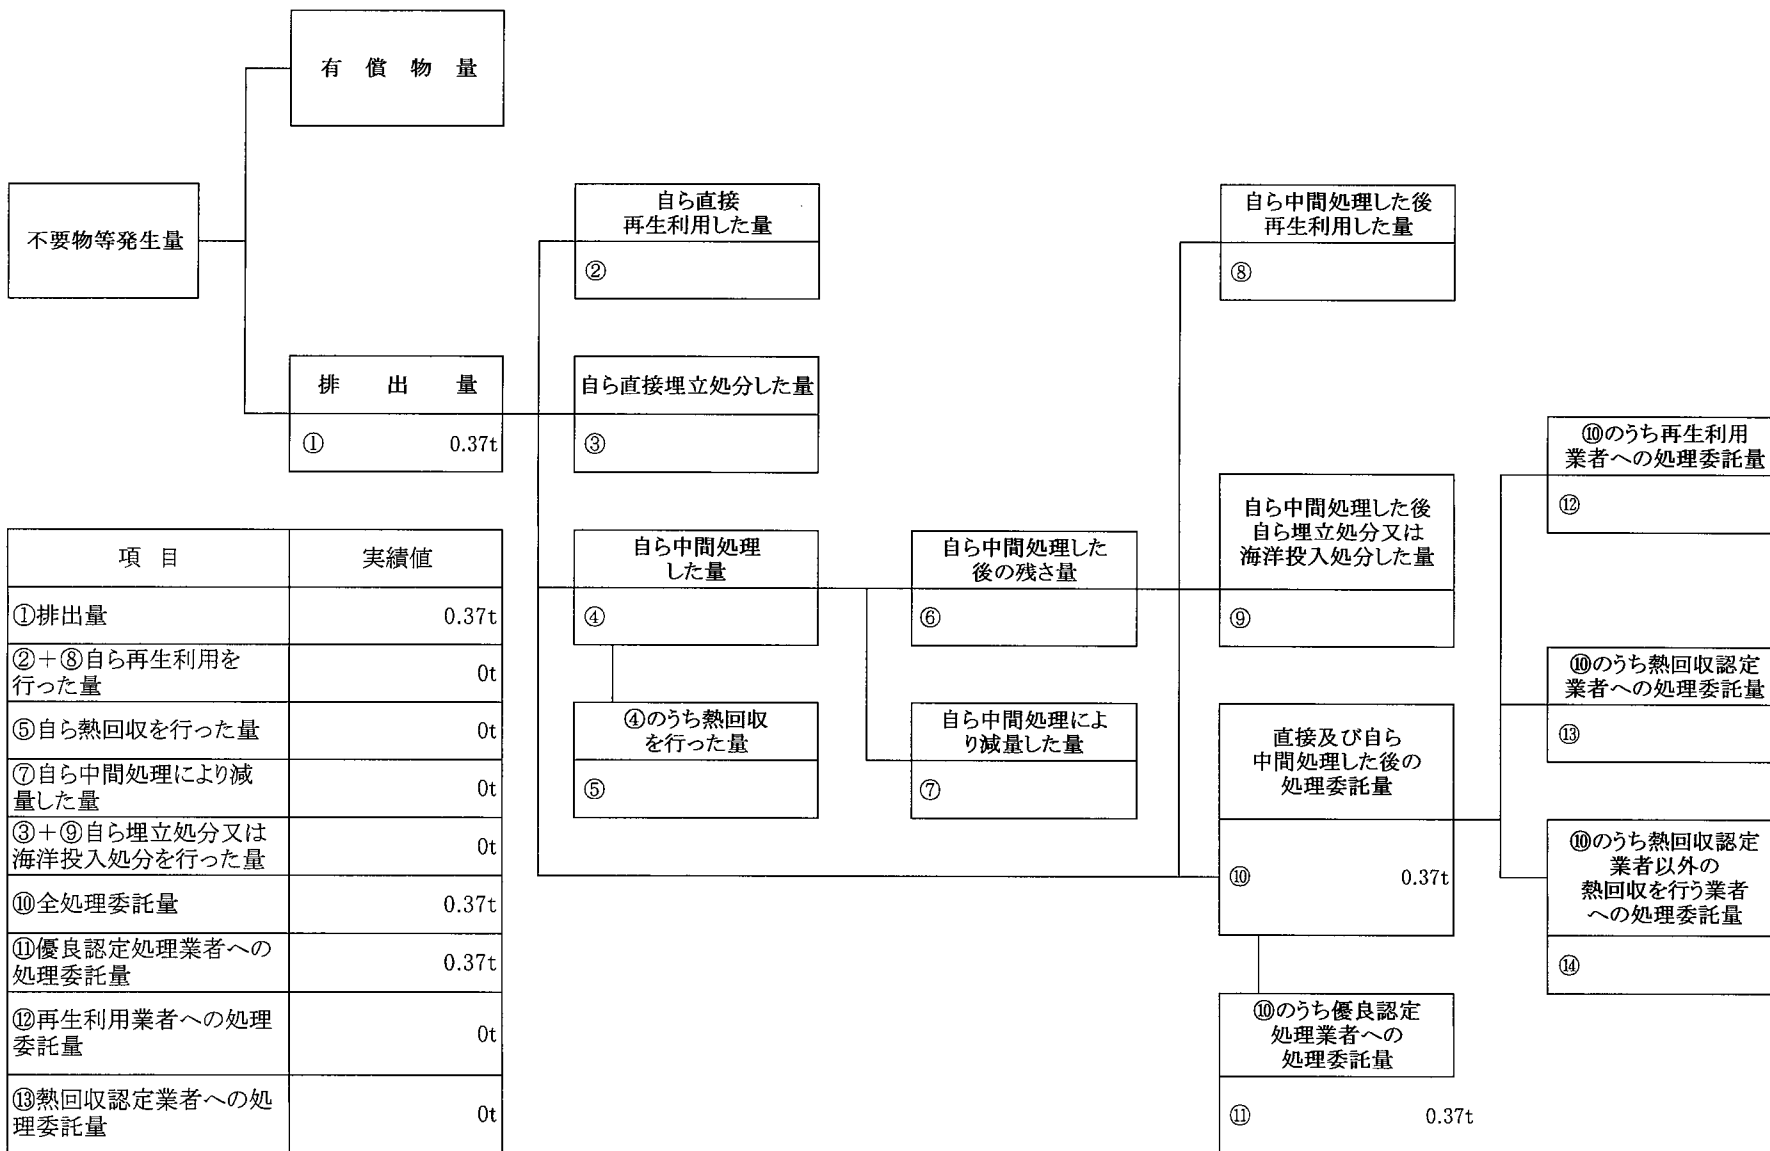 有 償 物 量
不要物等発生量
排 出 量
① 0.37t
自ら直接
再生利用した量
②
自ら直接埋立処分した量
③
自ら中間処理
した量
④
④のうち熱回収
を行った量
⑤
自ら中間処理した
後の残さ量
⑥
自ら中間処理によ
り減量した量
⑦
自ら中間処理した後
再生利用した量
⑧
自ら中間処理した後
自ら埋立処分又は
海洋投入処分した量
⑨
直接及び自ら
中間処理した後の
処理委託量
⑩ 0.37t
⑩のうち優良認定
処理業者への
処理委託量
⑪ 0.37t
⑩のうち再生利用
業者への処理委託量
⑫
⑩のうち熱回収認定
業者への処理委託量
⑬
⑩のうち熱回収認定
業者以外の
熱回収を行う業者
への処理委託量
⑭
項 目 実績値
①排出量 0.37t
②+⑧自ら再生利用を
行った量 0t
⑤自ら熱回収を行った量 0t
⑦自ら中間処理により減
量した量 0t
③+⑨自ら埋立処分又は
海洋投入処分を行った量 0t
⑩全処理委託量 0.37t
⑪優良認定処理業者への
処理委託量 0.37t
⑫再生利用業者への処理
委託量 0t
⑬熱回収認定業者への処
理委託量 0t